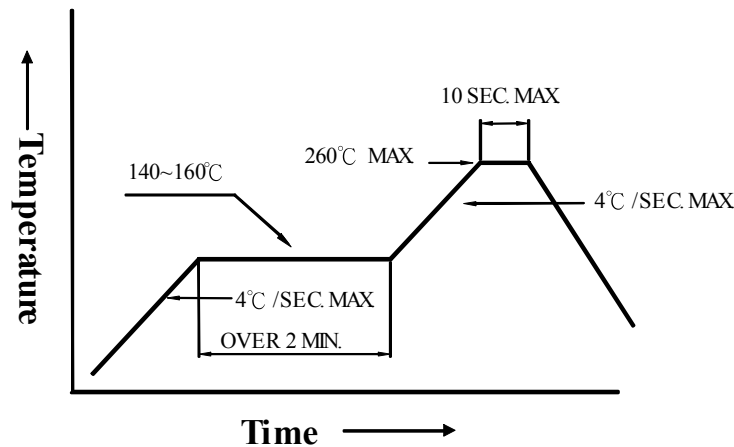 10 SEC. MAX
260℃ MAX
140~160℃
4℃ /SEC. MAX
4℃ /SEC. MAX
OVER 2 MIN.
Temperature
Time